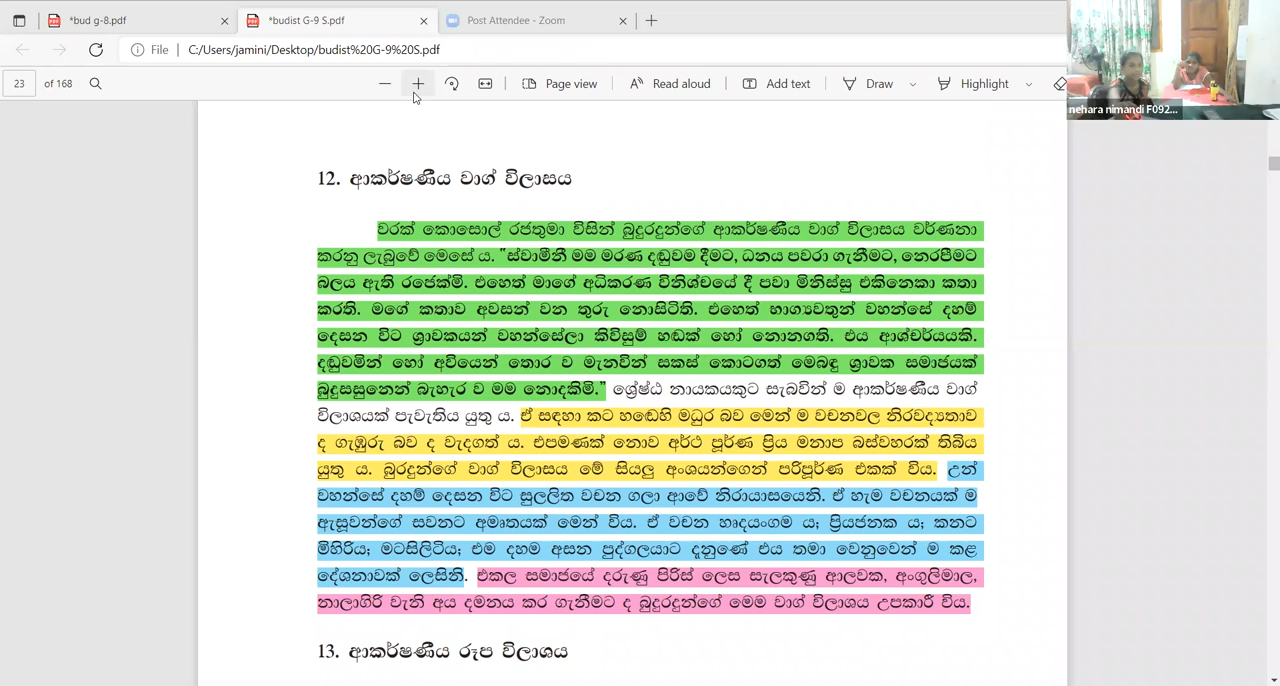 *bud g-8.pdf
*budist G-9 S.pdf
Post Attendee - Zoom
File
C:/Users/jamini/Desktop/budist%20G-9%20S.pdf
23 of 168
Page view
Read aloud
Add text
Draw
Highlight
nehara nimandi F092...
12. ආකර්ෂණීය වාග් විලාසය
වරක් කොසොල් රජතුමා විසින් බුදුරදුන්ගේ ආකර්ෂණීය වාග් විලාසය වර්ණනා
කරනු ලැබුවේ මෙසේ ය. "ස්වාමීනී මම මරණ දඬුවම දීමට, ධනය පවරා ගැනීමට, නෙරපීමට
බලය ඇති රජෙක්මි. එහෙත් මාගේ අධිකරණ විනිශ්චයේ දී පවා මිනිස්සු එකිනෙකා කතා
කරති. මගේ කතාව අවසන් වන තුරු නොසිටිති. එහෙත් භාග්‍යවතුන් වහන්සේ දහම්
දෙසන විට ශ්‍රාවකයන් වහන්සේලා කිවිසුම් හඬක් හෝ නොනගති. එය ආශ්චර්යයකි.
දඬුවමින් හෝ අවියෙන් තොර ව මැනවින් සකස් කොටගත් මෙබඳු ශ්‍රාවක සමාජයක්
බුදුසසුනෙන් බැහැර ව මම නොදකිමි." ශ්‍රේෂ්ඨ නායකයකුට සැබවින් ම ආකර්ෂණීය වාග්
විලාශයක් පැවැතිය යුතු ය. ඒ සඳහා කට හඬෙහි මධුර බව මෙන් ම වචනවල නිරවද්‍යතාව
ද ගැඹුරු බව ද වැදගත් ය. එපමණක් නොව අර්ථ පූර්ණ ප්‍රිය මනාප බස්වහරක් තිබිය
යුතු ය. බුරදුන්ගේ වාග් විලාසය මේ සියලු අංශයන්ගෙන් පරිපූර්ණ එකක් විය. උන්
වහන්සේ දහම් දෙසන විට සුලලිත වචන ගලා ආවේ නිරායාසයෙනි. ඒ හැම වචනයක් ම
ඇසූවන්ගේ සවනට අමෘතයක් මෙන් විය. ඒ වචන හෘදයංගම ය; ප්‍රියජනක ය; කනට
මිහිරිය; මටසිලිටිය; එම දහම අසන පුද්ගලයාට දැනුණේ එය තමා වෙනුවෙන් ම කළ
දේශනාවක් ලෙසිනි. එකල සමාජයේ දරුණු පිරිස් ලෙස සැලකුණු ආලවක, අංගුලිමාල,
නාලාගිරි වැනි අය දමනය කර ගැනීමට ද බුදුරදුන්ගේ මෙම වාග් විලාශය උපකාරී විය.
13. ආකර්ෂණීය රූප විලාශය